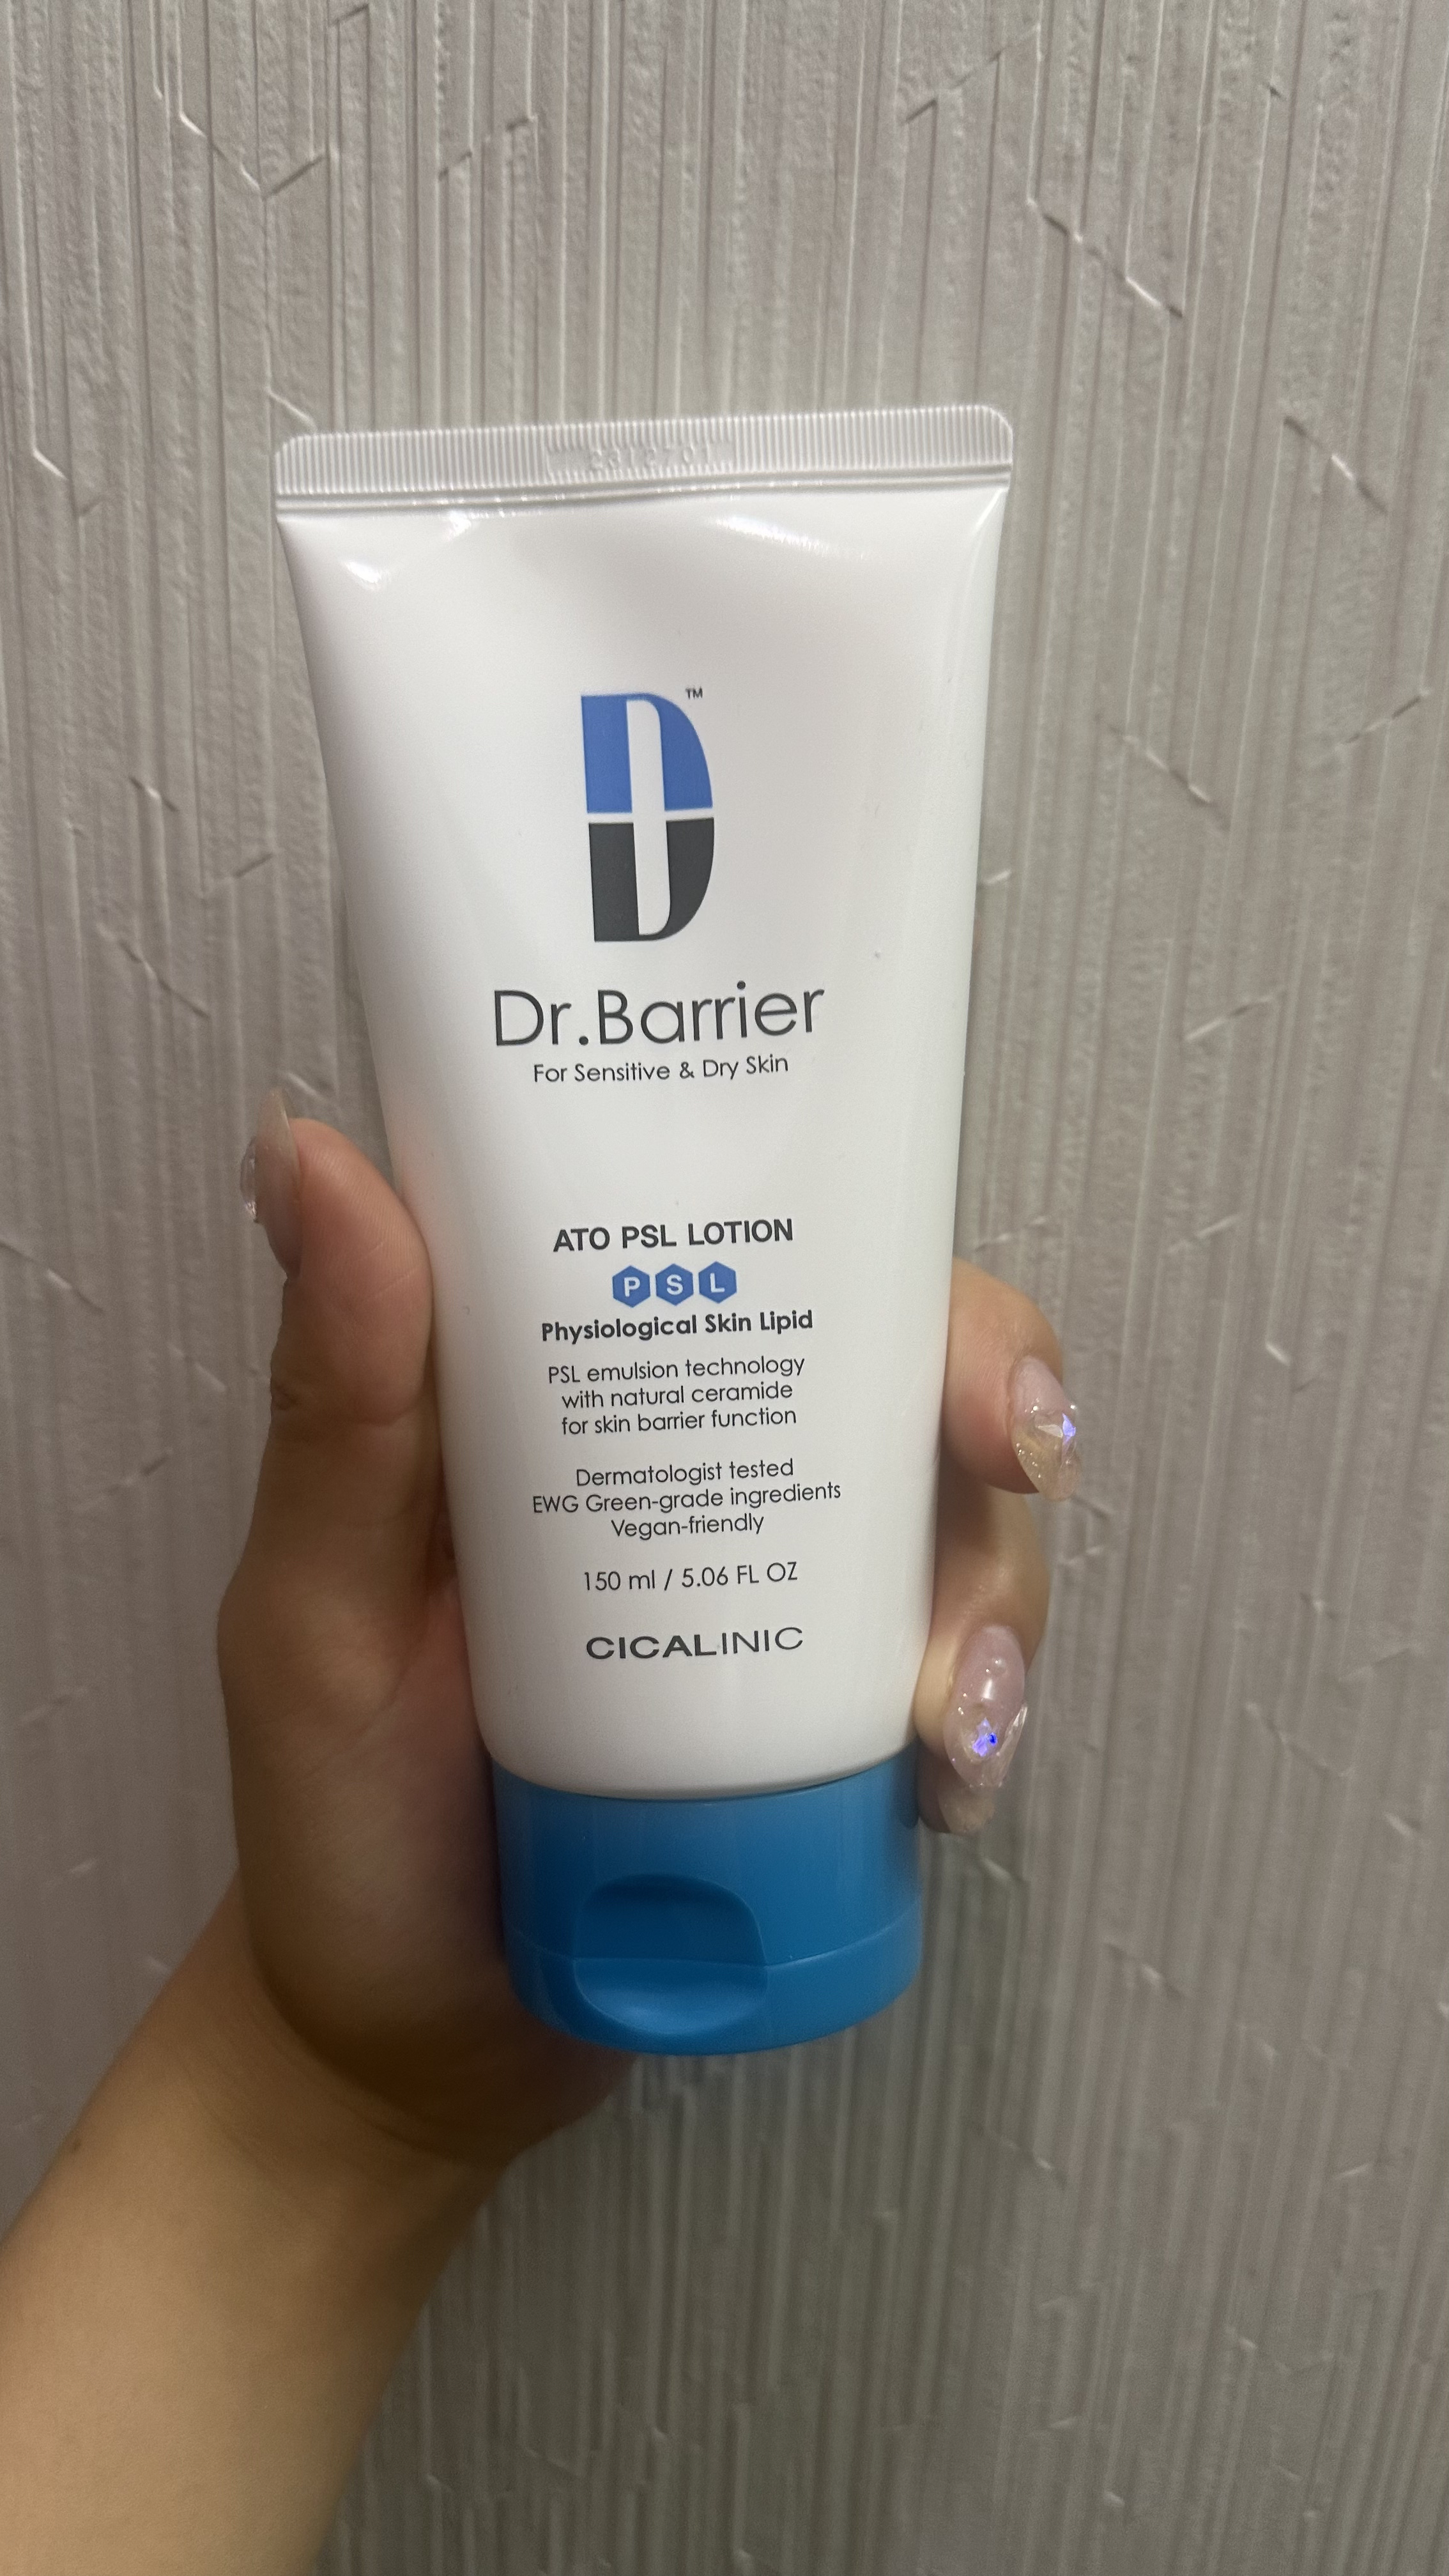 D™
Dr.Barrier
For Sensitive & Dry Skin
ATO PSL LOTION
P S L
Physiological Skin Lipid
PSL emulsion technology
with natural ceramide
for skin barrier function
Dermatologist tested
EWG Green-grade ingredients
Vegan-friendly
150 ml / 5.06 FL OZ
CICALINIC